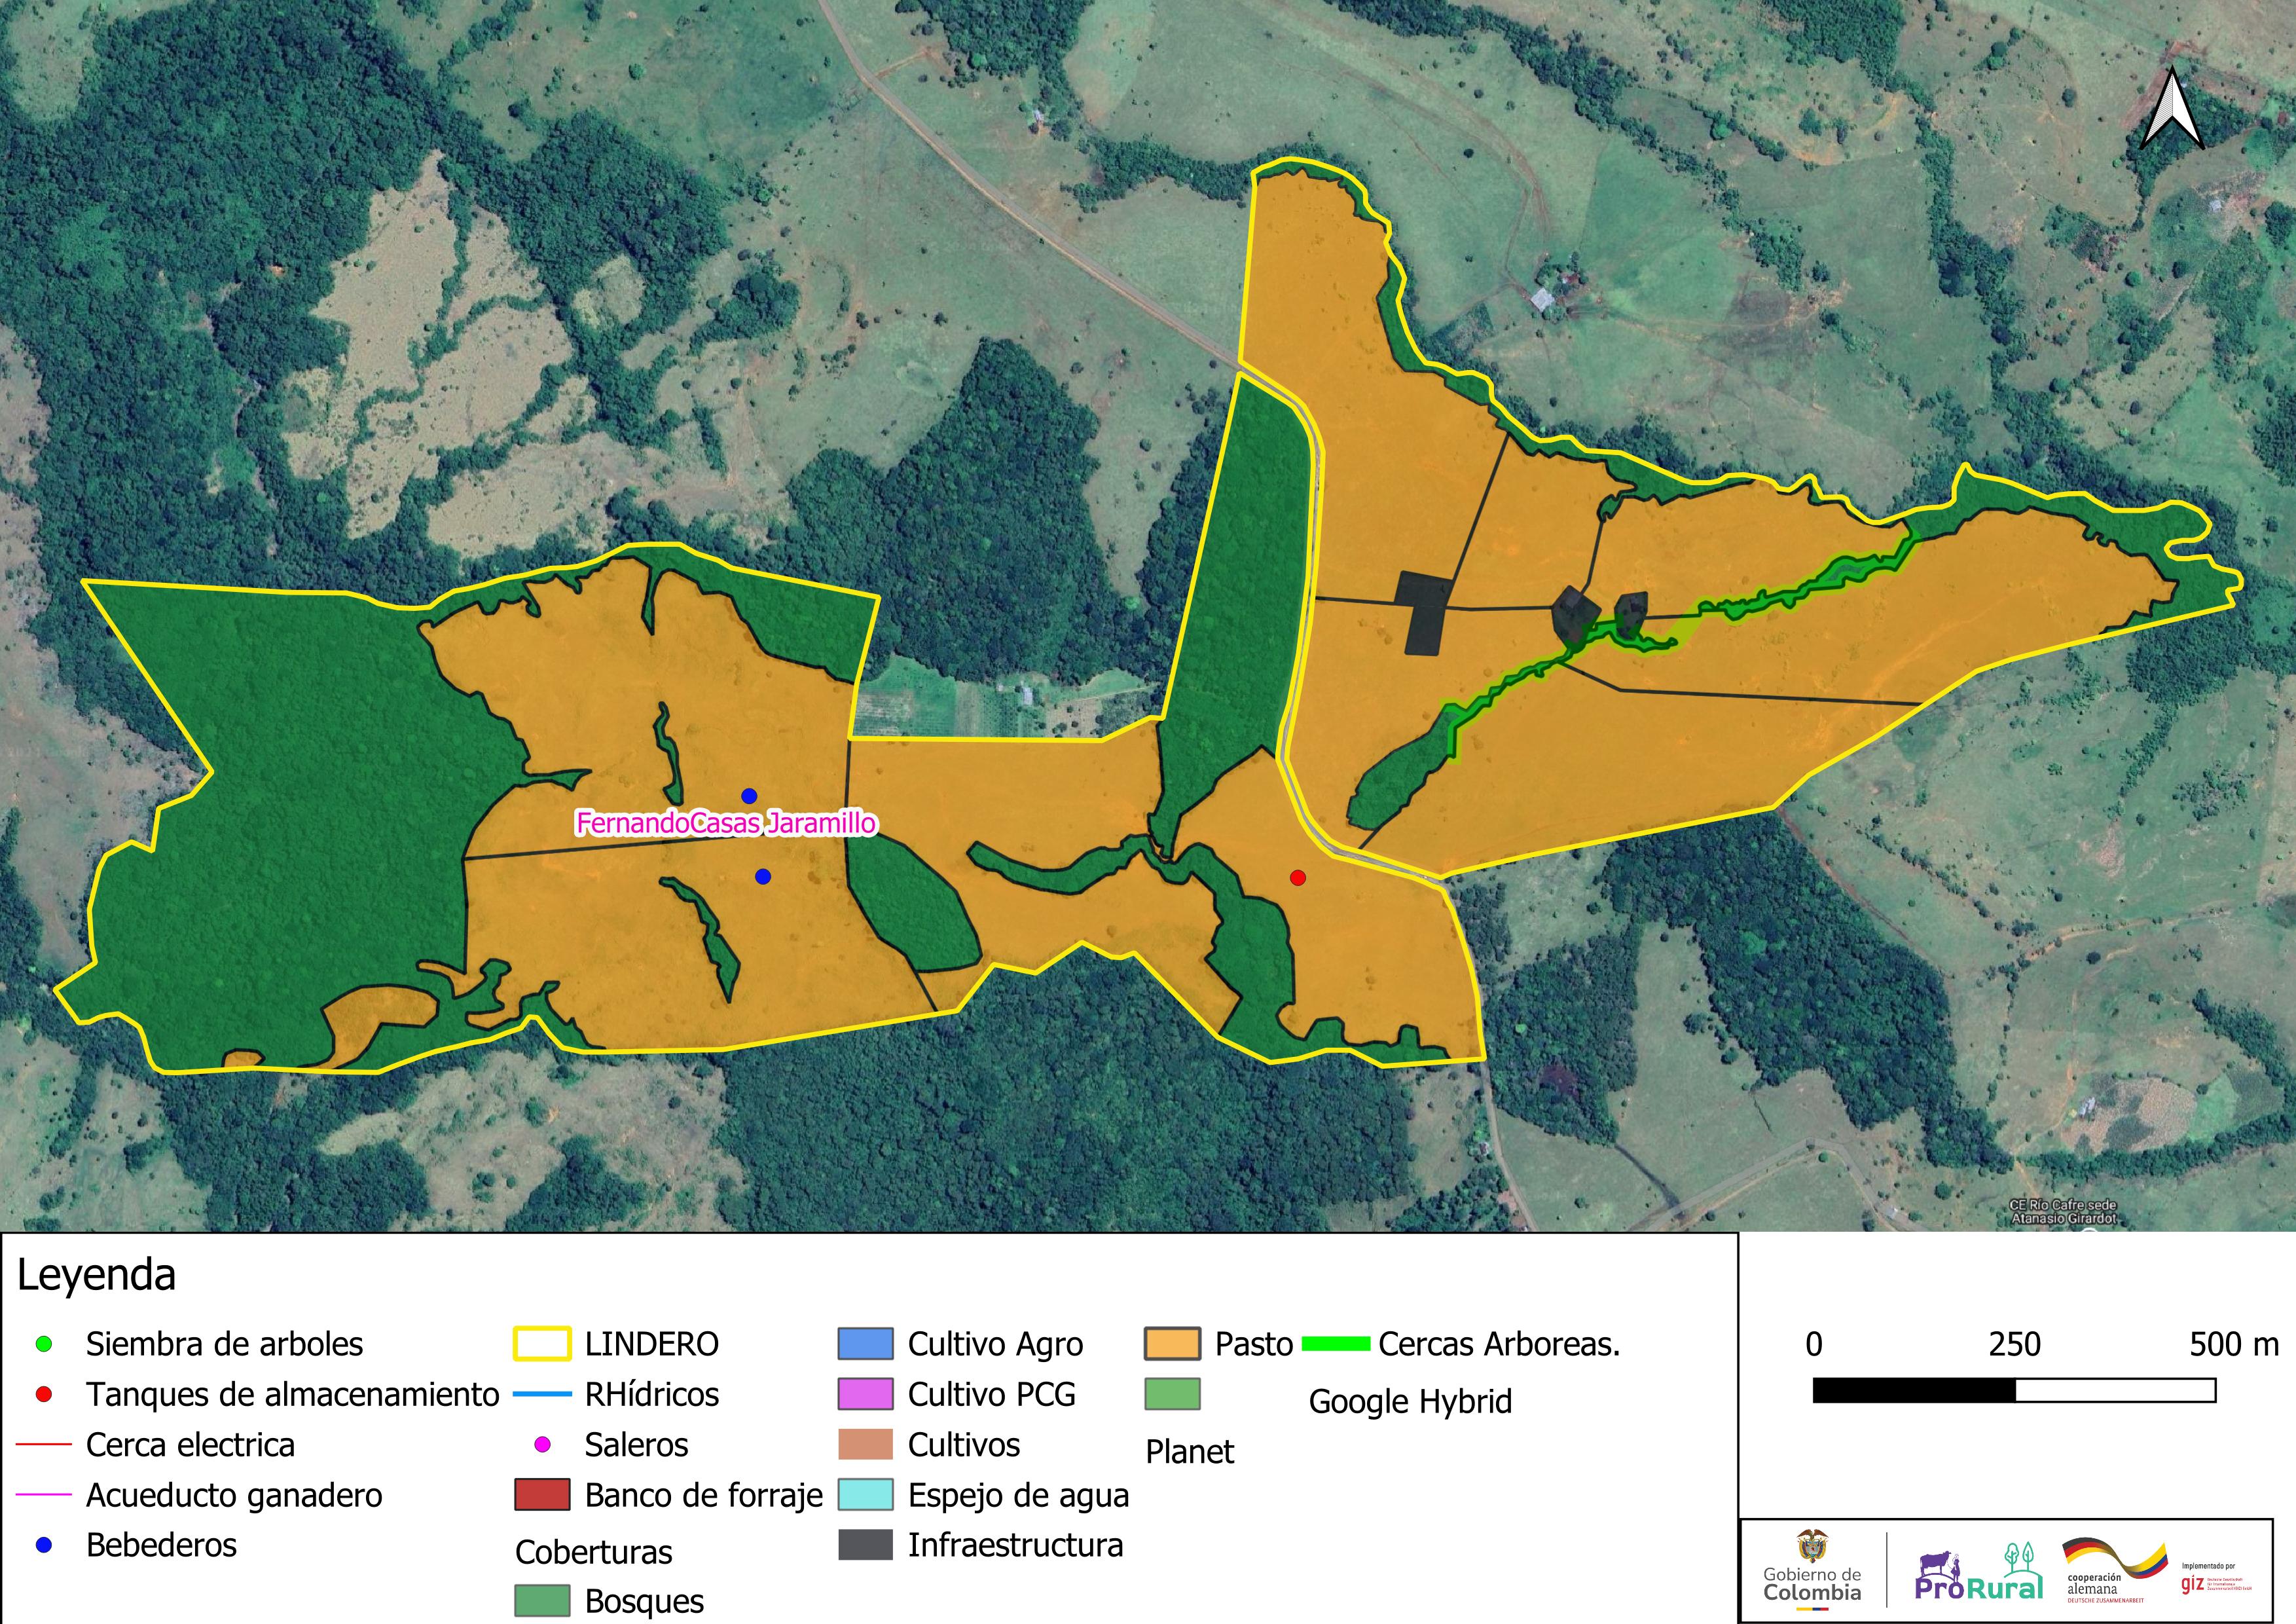 FernandoCasas Jaramillo
CE Río Cafre sede
Atanasio Girardot
Leyenda
Siembra de arboles
Tanques de almacenamiento
Cerca electrica
Acueducto ganadero
Bebederos
LINDERO
RHídricos
Saleros
Banco de forraje
Coberturas
Bosques
Cultivo Agro
Cultivo PCG
Cultivos
Espejo de agua
Infraestructura
Pasto
Planet
Cercas Arboreas.
Google Hybrid
0 250 500 m
Gobierno de
Colombia
ProRural
cooperación
alemana
DEUTSCHE ZUSAMMENARBEIT
Implementado por
giz